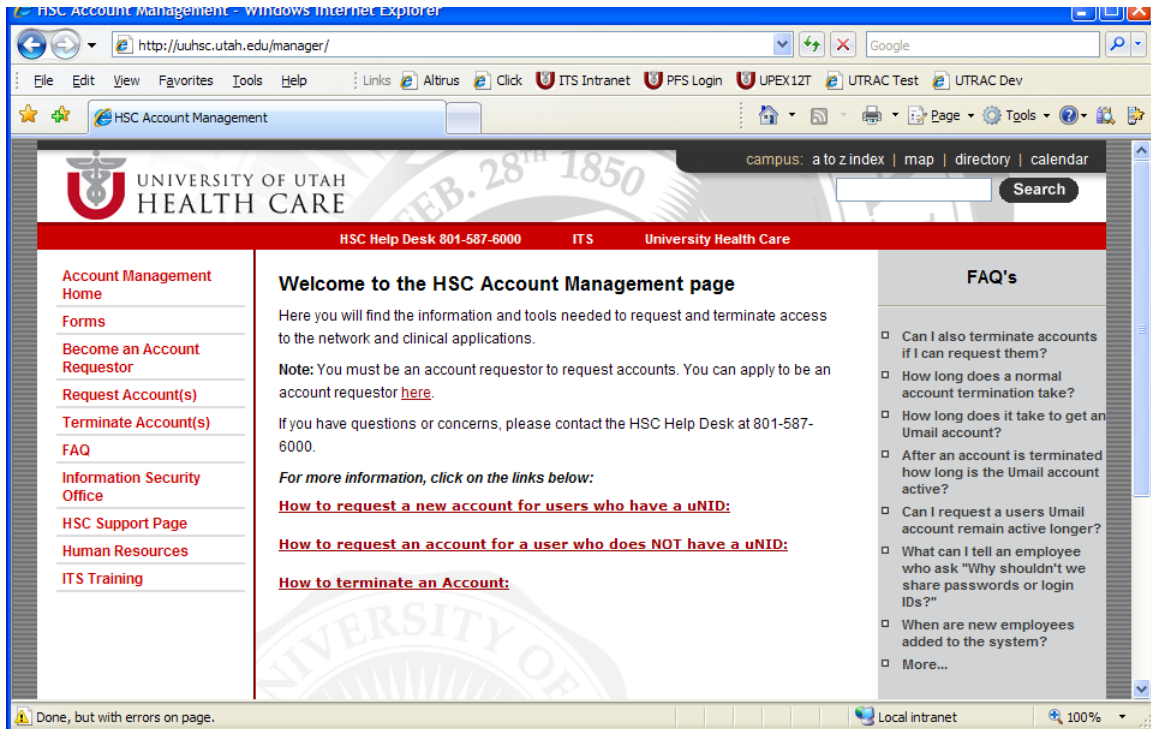 HSC Account Management - Windows Internet Explorer
http://uuhsc.utah.edu/manager/
Google
File Edit View Favorites Tools Help
Links Altirus Click ITS Intranet PFS Login UPEX12T UTRAC Test UTRAC Dev
HSC Account Manageme
nt
Page Tools
campus: a to z index | map | directory | calendar
FEB. 28TH 1850
UNIVERSITY OF UTAH
HEALTH CARE
Search
HSC Help Desk 801-587-6000 ITS University Health Care
Account Management
Home
Forms
Become an Account
Requestor
Request Account(s)
Terminate Account(s)
FAQ
Information Security
Office
HSC Support Page
Human Resources
ITS Training
Welcome to the HSC Account Management page
Here you will find the information and tools needed to request and terminate access
to the network and clinical applications.
Note: You must be an account requestor to request accounts. You can apply to be an
account requestor here.
If you have questions or concerns, please contact the HSC Help Desk at 801-587-
6000.
For more information, click on the links below:
How to request a new account for users who have a uNID:
How to request an account for a user who does NOT have a uNID:
How to terminate an Account:
UNIVERSITY OF
FAQ's
Can I also terminate accounts
if I can request them?
How long does a normal
account termination take?
How long does it take to get an
Umail account?
After an account is terminated
how long is the Umail account
active?
Can I request a users Umail
account remain active longer?
What can I tell an employee
who ask "Why shouldn't we
share passwords or login
IDs?"
When are new employees
added to the system?
More...
Done, but with errors on page.
Local intranet
100%